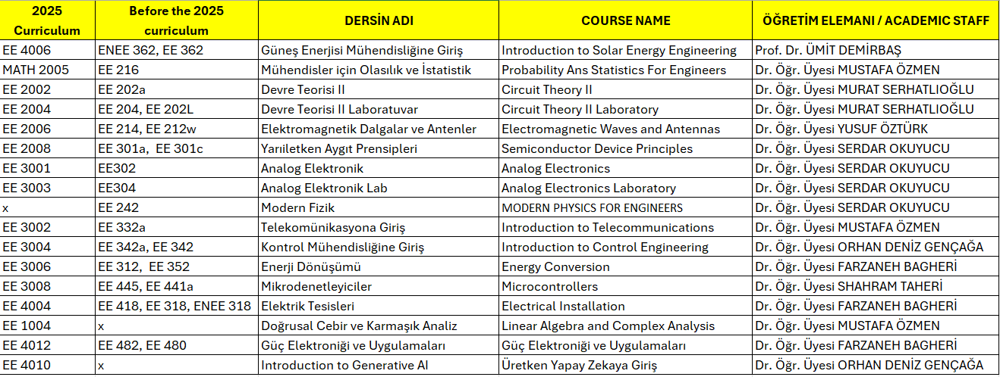 2025 Curriculum Before the 2025 curriculum DERSİN ADI COURSE NAME ÖĞRETİM ELEMANI / ACADEMIC STAFF
EE 4006 ENEE 362, EE 362 Güneş Enerjisi Mühendisliğine Giriş Introduction to Solar Energy Engineering Prof. Dr. ÜMİT DEMİRBAŞ
MATH 2005 EE 216 Mühendisler için Olasılık ve İstatistik Probability Ans Statistics For Engineers Dr. Öğr. Üyesi MUSTAFA ÖZMEN
EE 2002 EE 202a Devre Teorisi II Circuit Theory II Dr. Öğr. Üyesi MURAT SERHATLIOĞLU
EE 2004 EE 204, EE 202L Devre Teorisi II Laboratuvar Circuit Theory II Laboratory Dr. Öğr. Üyesi MURAT SERHATLIOĞLU
EE 2006 EE 214, EE 212w Elektromagnetik Dalgalar ve Antenler Electromagnetic Waves and Antennas Dr. Öğr. Üyesi YUSUF ÖZTÜRK
EE 2008 EE 301a, EE 301c Yarıiletken Aygıt Prensipleri Semiconductor Device Principles Dr. Öğr. Üyesi SERDAR OKUYUCU
EE 3001 EE302 Analog Elektronik Analog Electronics Dr. Öğr. Üyesi SERDAR OKUYUCU
EE 3003 EE304 Analog Elektronik Lab Analog Electronics Laboratory Dr. Öğr. Üyesi SERDAR OKUYUCU
x EE 242 Modern Fizik MODERN PHYSICS FOR ENGINEERS Dr. Öğr. Üyesi SERDAR OKUYUCU
EE 3002 EE 332a Telekomünikasyona Giriş Introduction to Telecommunications Dr. Öğr. Üyesi MUSTAFA ÖZMEN
EE 3004 EE 342a, EE 342 Kontrol Mühendisliğine Giriş Introduction to Control Engineering Dr. Öğr. Üyesi ORHAN DENİZ GENÇAĞA
EE 3006 EE 312, EE 352 Enerji Dönüşümü Energy Conversion Dr. Öğr. Üyesi FARZANEH BAGHERİ
EE 3008 EE 445, EE 441a Mikrodenetleyiciler Microcontrollers Dr. Öğr. Üyesi SHAHRAM TAHERİ
EE 4004 EE 418, EE 318, ENEE 318 Elektrik Tesisleri Electrical Installation Dr. Öğr. Üyesi FARZANEH BAGHERİ
EE 1004 x Doğrusal Cebir ve Karmaşık Analiz Linear Algebra and Complex Analysis Dr. Öğr. Üyesi MUSTAFA ÖZMEN
EE 4012 EE 482, EE 480 Güç Elektroniği ve Uygulamaları Güç Elektroniği ve Uygulamaları Dr. Öğr. Üyesi FARZANEH BAGHERİ
EE 4010 x Introduction to Generative AI Üretken Yapay Zekaya Giriş Dr. Öğr. Üyesi ORHAN DENİZ GENÇAĞA